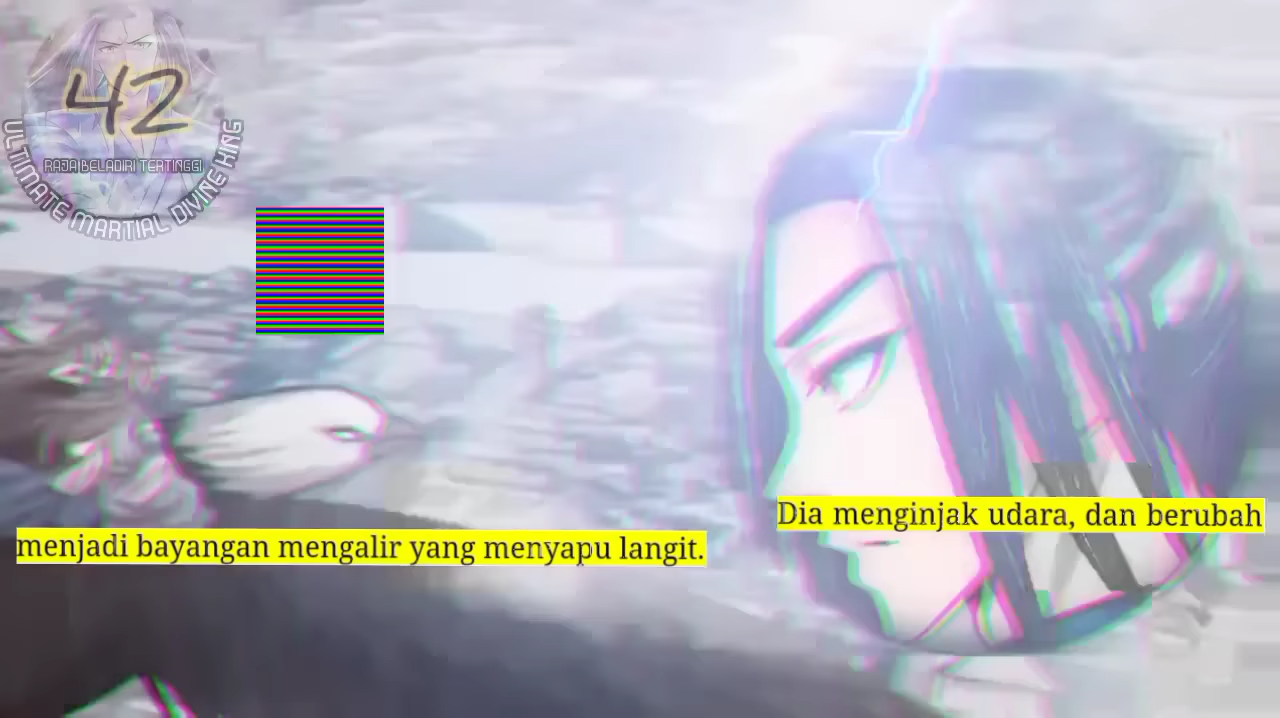 42
RAJA BELADIRI TERTINGGI
ULTIMATE MARTIAL DIVINE KING
Dia menginjak udara, dan berubah
menjadi bayangan mengalir yang menyapu langit.